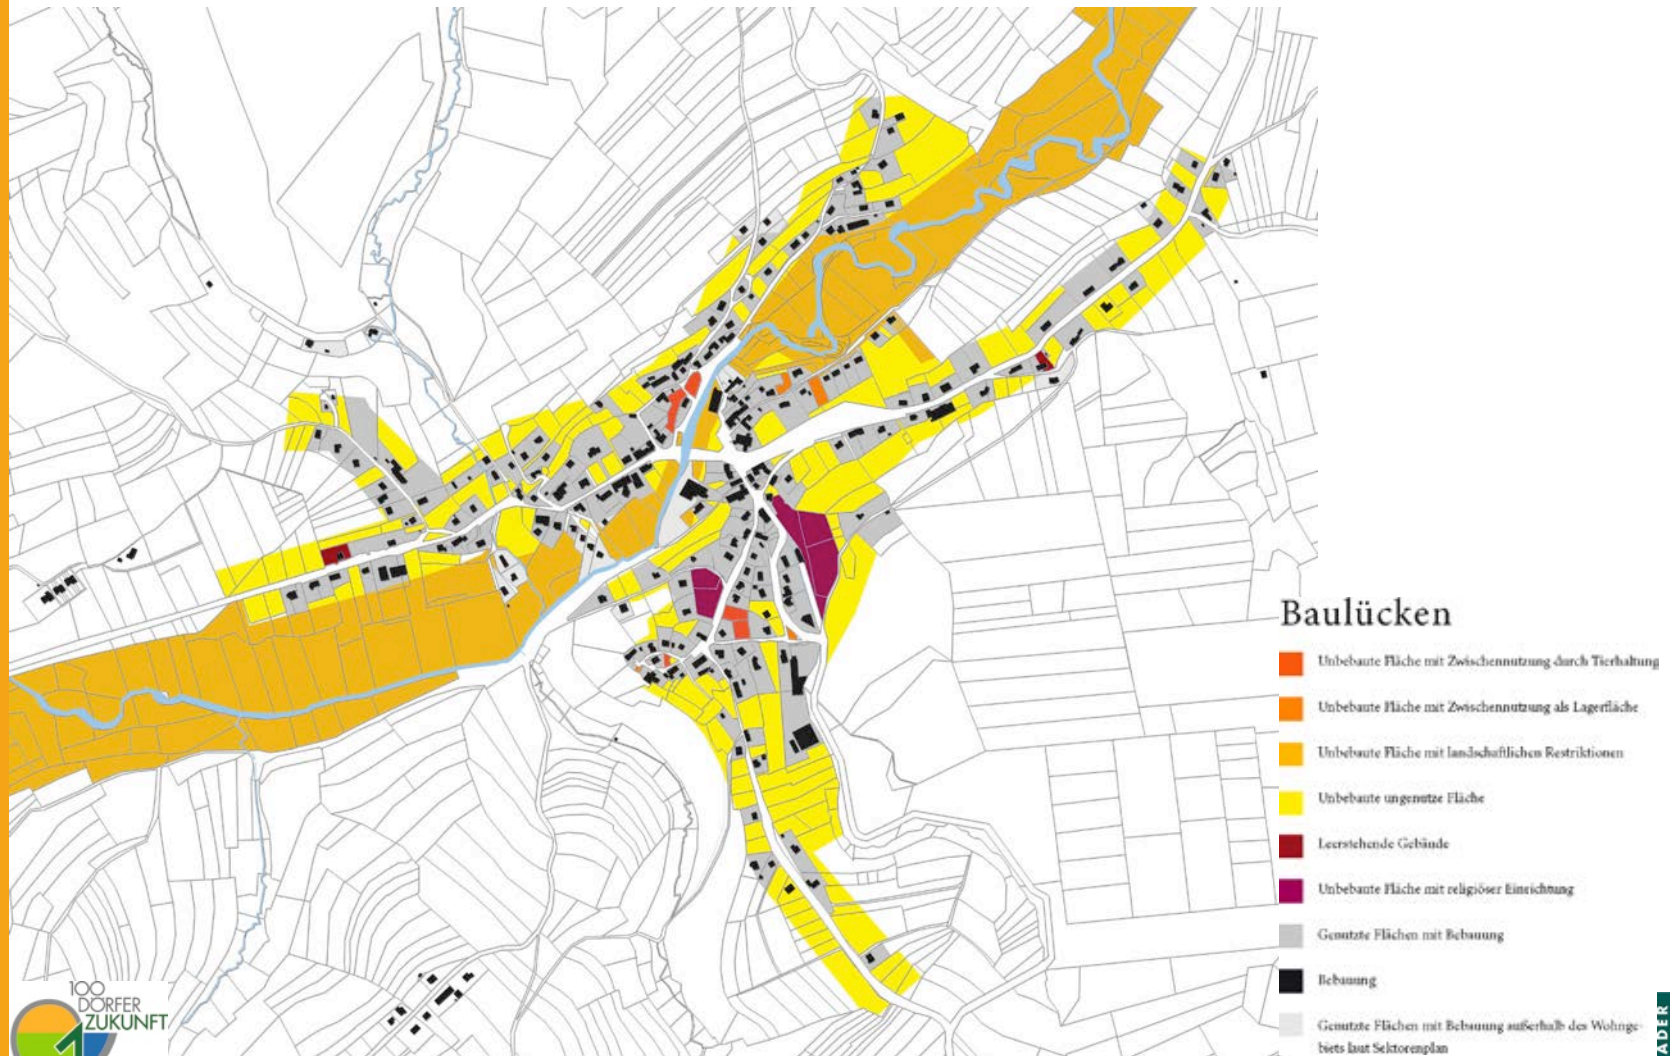 Baulücken
Unbebaute Fläche mit Zwischennutzung durch Tierhaltung
Unbebaute Fläche mit Zwischennutzung als Lagerfläche
Unbebaute Fläche mit landschaftlichen Restriktionen
Unbebaute ungenutze Fläche
Leerstehende Gebäude
Unbebaute Fläche mit religiöser Einrichtung
Genutzte Flächen mit Bebauung
Bebauung
Genutzte Flächen mit Bebauung außerhalb des Wohnge-
biets laut Sektorenplan
100
DÖRFER
ZUKUNFT
1
ADER